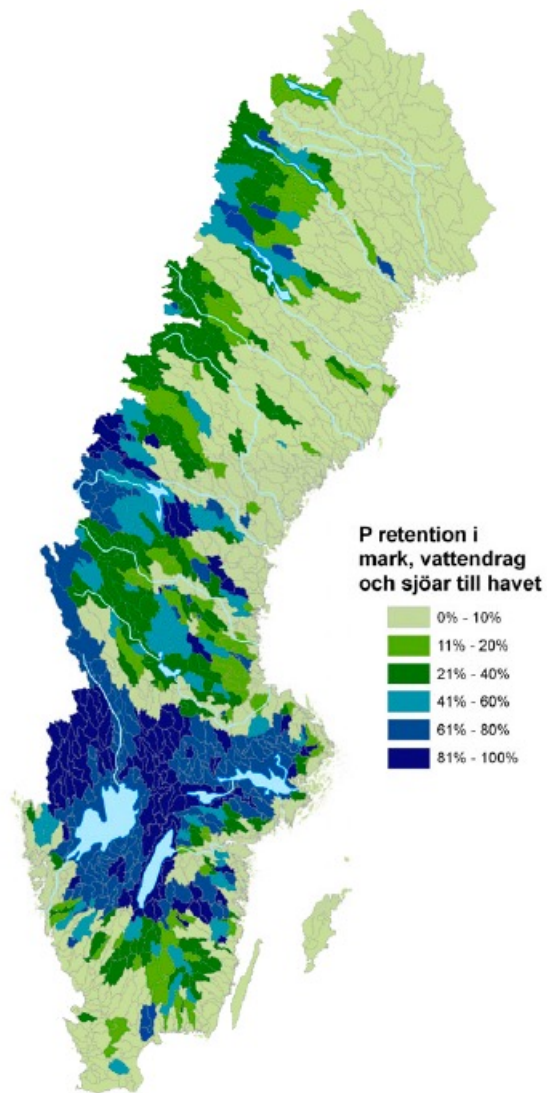 P retention i
mark, vattendrag
och sjöar till havet
0% - 10%
11% - 20%
21% - 40%
41% - 60%
61% - 80%
81% - 100%